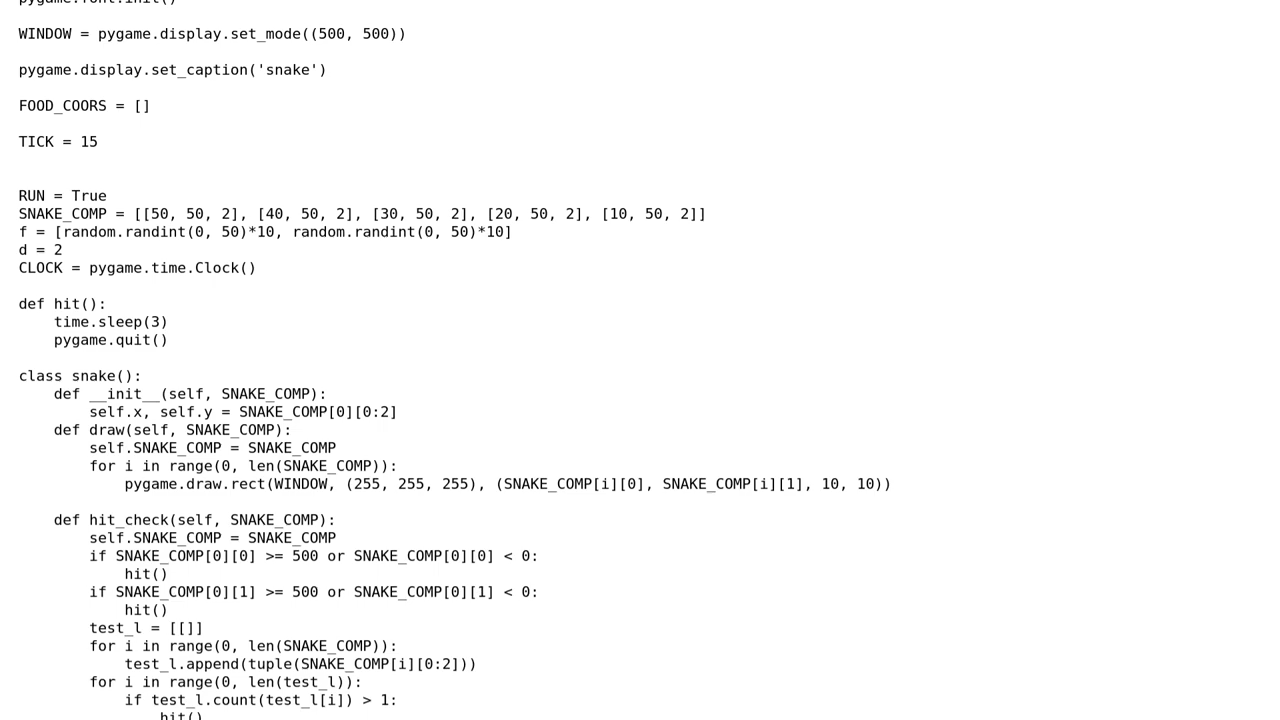 pygame.font.init()
WINDOW = pygame.display.set_mode((500, 500))
pygame.display.set_caption('snake')
FOOD_COORS = []
TICK = 15
RUN = True
SNAKE_COMP = [[50, 50, 2], [40, 50, 2], [30, 50, 2], [20, 50, 2], [10, 50, 2]]
f = [random.randint(0, 50)*10, random.randint(0, 50)*10]
d = 2
CLOCK = pygame.time.Clock()
def hit():
    time.sleep(3)
    pygame.quit()
class snake():
    def __init__(self, SNAKE_COMP):
        self.x, self.y = SNAKE_COMP[0][0:2]
    def draw(self, SNAKE_COMP):
        self.SNAKE_COMP = SNAKE_COMP
        for i in range(0, len(SNAKE_COMP)):
            pygame.draw.rect(WINDOW, (255, 255, 255), (SNAKE_COMP[i][0], SNAKE_COMP[i][1], 10, 10))
    def hit_check(self, SNAKE_COMP):
        self.SNAKE_COMP = SNAKE_COMP
        if SNAKE_COMP[0][0] >= 500 or SNAKE_COMP[0][0] < 0:
            hit()
        if SNAKE_COMP[0][1] >= 500 or SNAKE_COMP[0][1] < 0:
            hit()
        test_l = [[]]
        for i in range(0, len(SNAKE_COMP)):
            test_l.append(tuple(SNAKE_COMP[i][0:2]))
        for i in range(0, len(test_l)):
            if test_l.count(test_l[i]) > 1:
                hit()